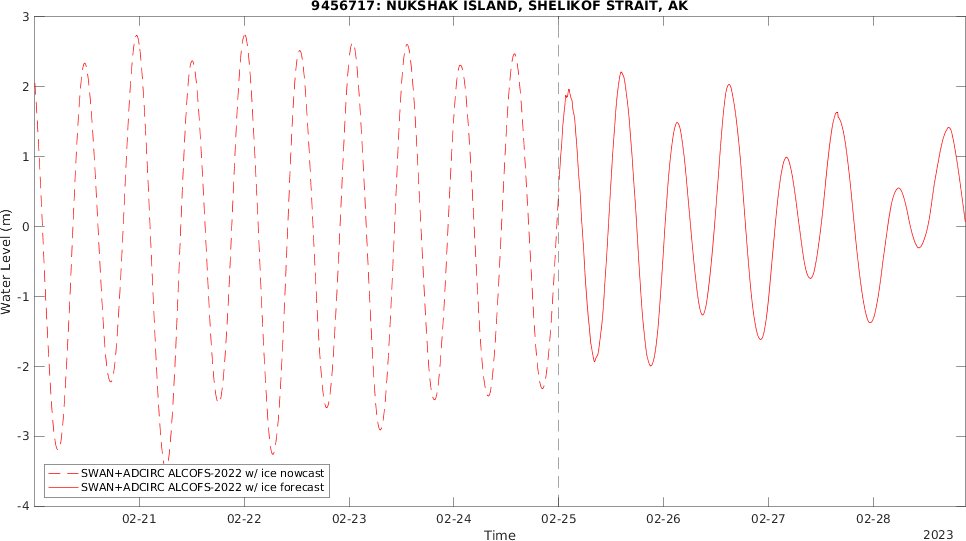 9456717: NUKSHAK ISLAND, SHELIKOF STRAIT, AK
3
2
1
0
-1
-2
-3
-4
Water Level (m)
SWAN+ADCIRC ALCOFS-2022 w/ ice nowcast
SWAN+ADCIRC ALCOFS-2022 w/ ice forecast
02-21 02-22 02-23 02-24 02-25 02-26 02-27 02-28
Time
2023